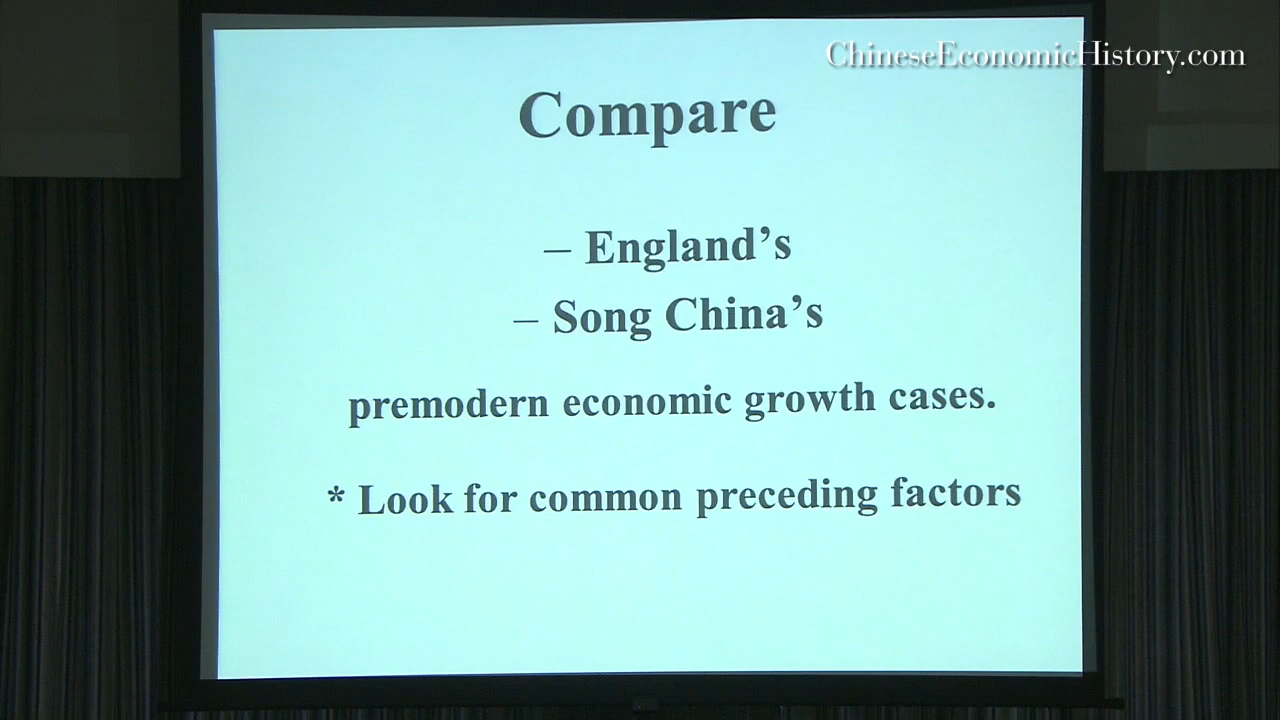 ChineseEconomicHistory.com
Compare
– England’s
– Song China’s
premodern economic growth cases.
* Look for common preceding factors